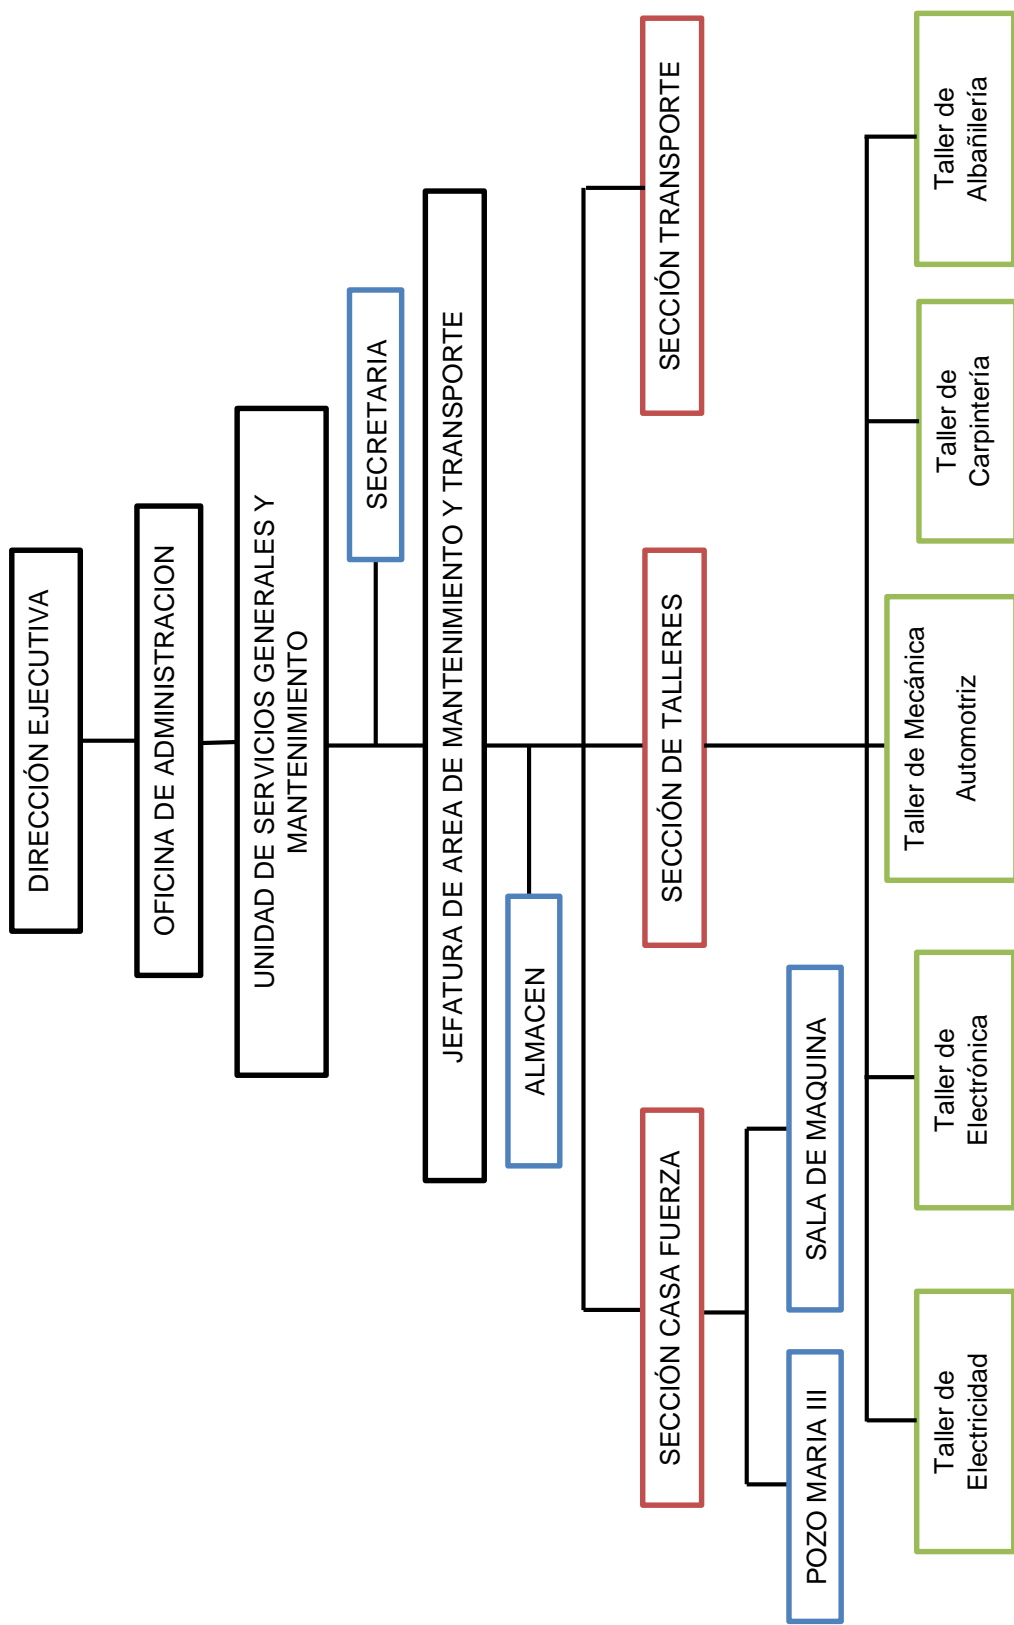 DIRECCIÓN EJECUTIVA
OFICINA DE ADMINISTRACION
UNIDAD DE SERVICIOS GENERALES Y
MANTENIMIENTO
SECRETARIA
JEFATURA DE AREA DE MANTENIMIENTO Y TRANSPORTE
ALMACEN
SECCIÓN CASA FUERZA
SECCIÓN DE TALLERES
SECCIÓN TRANSPORTE
POZO MARIA III
SALA DE MAQUINA
Taller de
Electricidad
Taller de
Electrónica
Taller de Mecánica
Automotriz
Taller de
Carpintería
Taller de
Albañilería